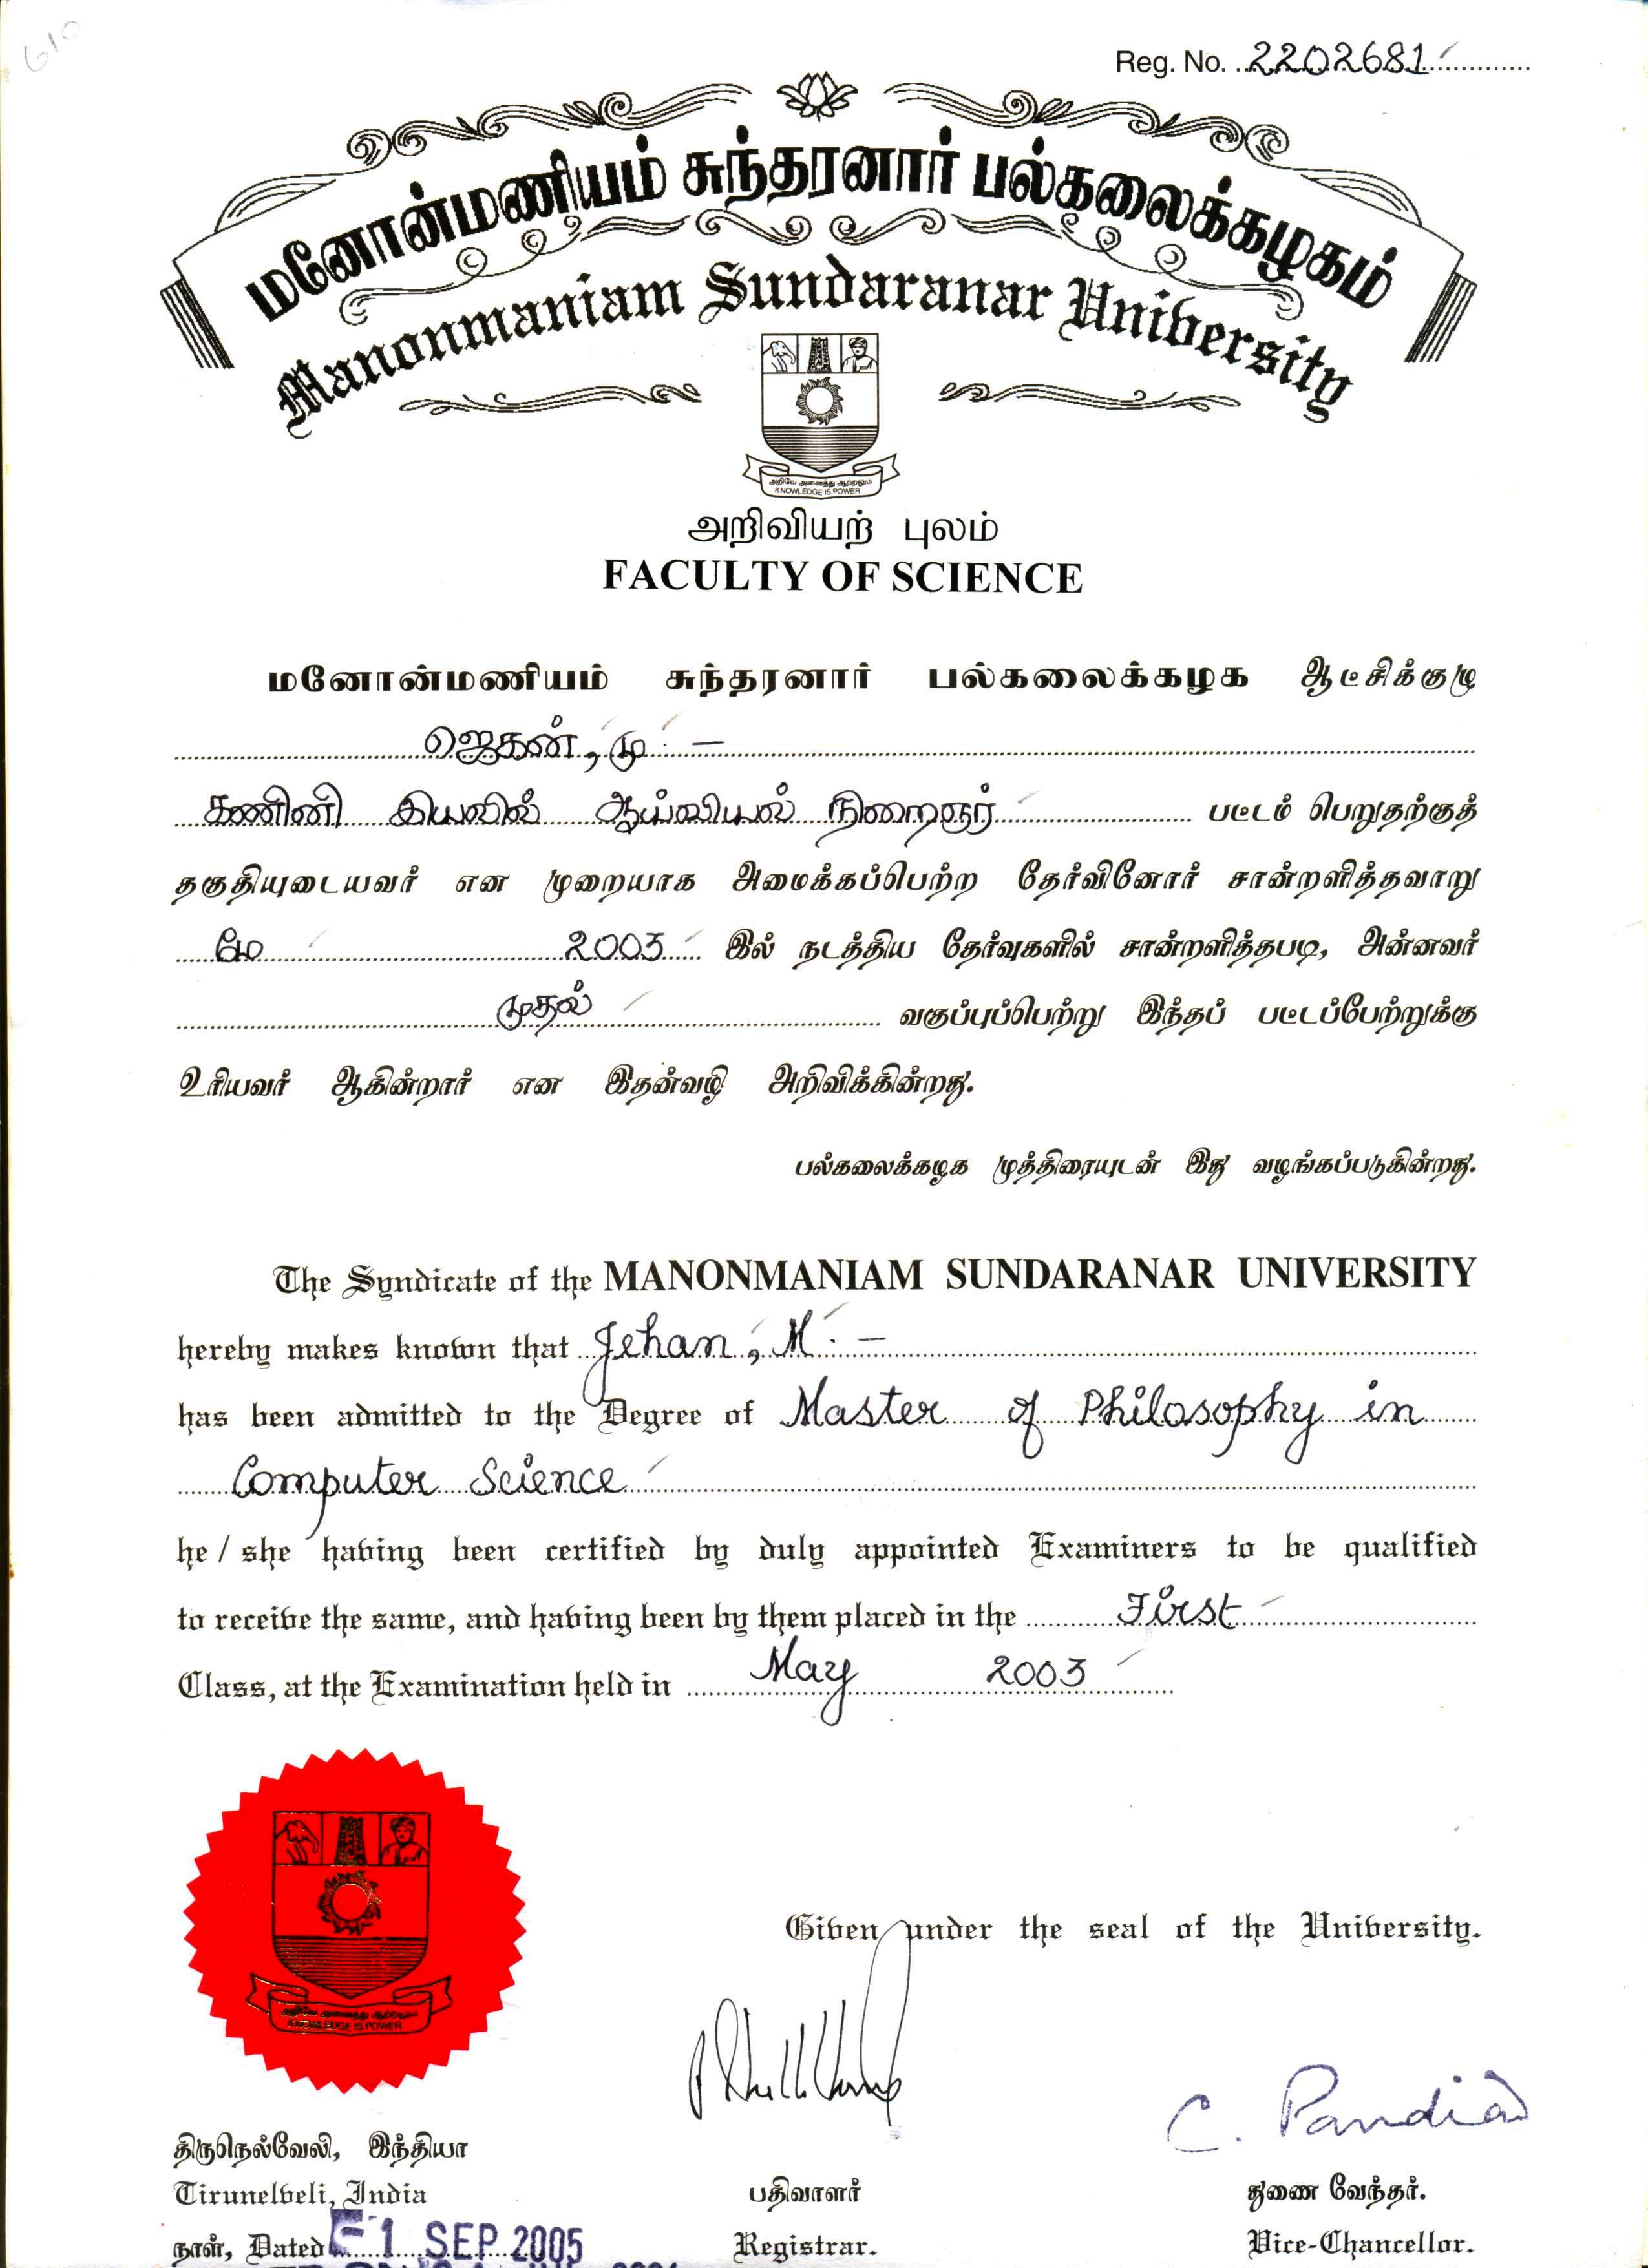 610
Reg. No. 2202681
மனோன்மணியம் சுந்தரனார் பல்கலைக்கழகம்
Manonmaniam Sundaranar University
அறிவே அனைத்து ஆற்றலும்
KNOWLEDGE IS POWER
அறிவியற் புலம்
FACULTY OF SCIENCE
மனோன்மணியம் சுந்தரனார் பல்கலைக்கழக ஆட்சிக்குழு
ஜெகன், மு. –
கணினி இயலில் ஆய்வியல் நிறைஞர் பட்டம் பெறுதற்குத்
தகுதியுடையவர் என முறையாக அமைக்கப்பெற்ற தேர்வினோர் சான்றளித்தவாறு
மே 2003 இல் நடத்திய தேர்வுகளில் சான்றளித்தபடி, அன்னவர்
முதல் வகுப்புப்பெற்று இந்தப் பட்டப்பேற்றுக்கு
உரியவர் ஆகின்றார் என இதன்வழி அறிவிக்கின்றது.
பல்கலைக்கழக முத்திரையுடன் இது வழங்கப்படுகின்றது.
The Syndicate of the MANONMANIAM SUNDARANAR UNIVERSITY
hereby makes known that Jehan, M. –
has been admitted to the Degree of Master of Philosophy in
Computer Science
he / she having been certified by duly appointed Examiners to be qualified
to receive the same, and having been by them placed in the First
Class, at the Examination held in May 2003
Given under the seal of the University.
அறிவே அனைத்து ஆற்றலும்
KNOWLEDGE IS POWER
C. Pandian
திருநெல்வேலி, இந்தியா
Tirunelveli, India
பதிவாளர் துணை வேந்தர்.
நாள், Dated 1 SEP 2005 Registrar. Vice-Chancellor.